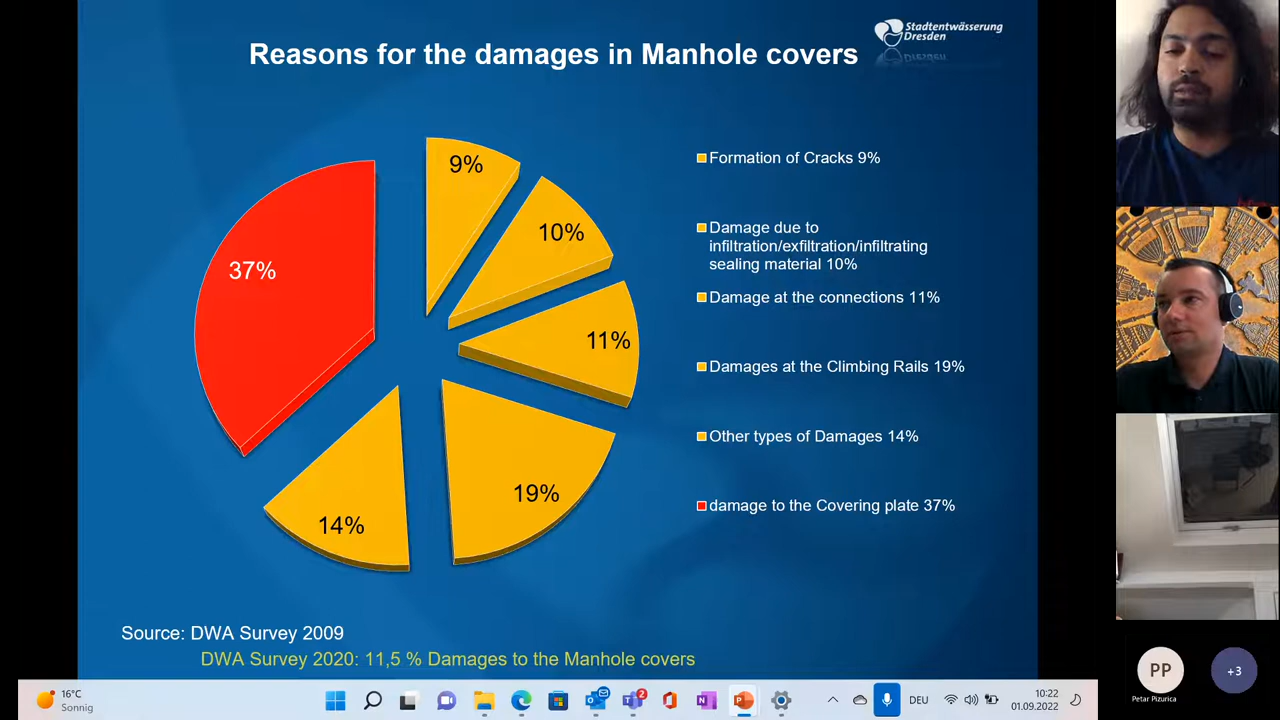 Stadtentwässerung
Dresden
Reasons for the damages in Manhole covers
9%
10%
11%
19%
14%
37%
Formation of Cracks 9%
Damage due to
infiltration/exfiltration/infiltrating
sealing material 10%
Damage at the connections 11%
Damages at the Climbing Rails 19%
Other types of Damages 14%
damage to the Covering plate 37%
Source: DWA Survey 2009
DWA Survey 2020: 11,5 % Damages to the Manhole covers
PP
Petar Pizurica
+3
16°C
Sonnig
2
DEU
10:22
01.09.2022